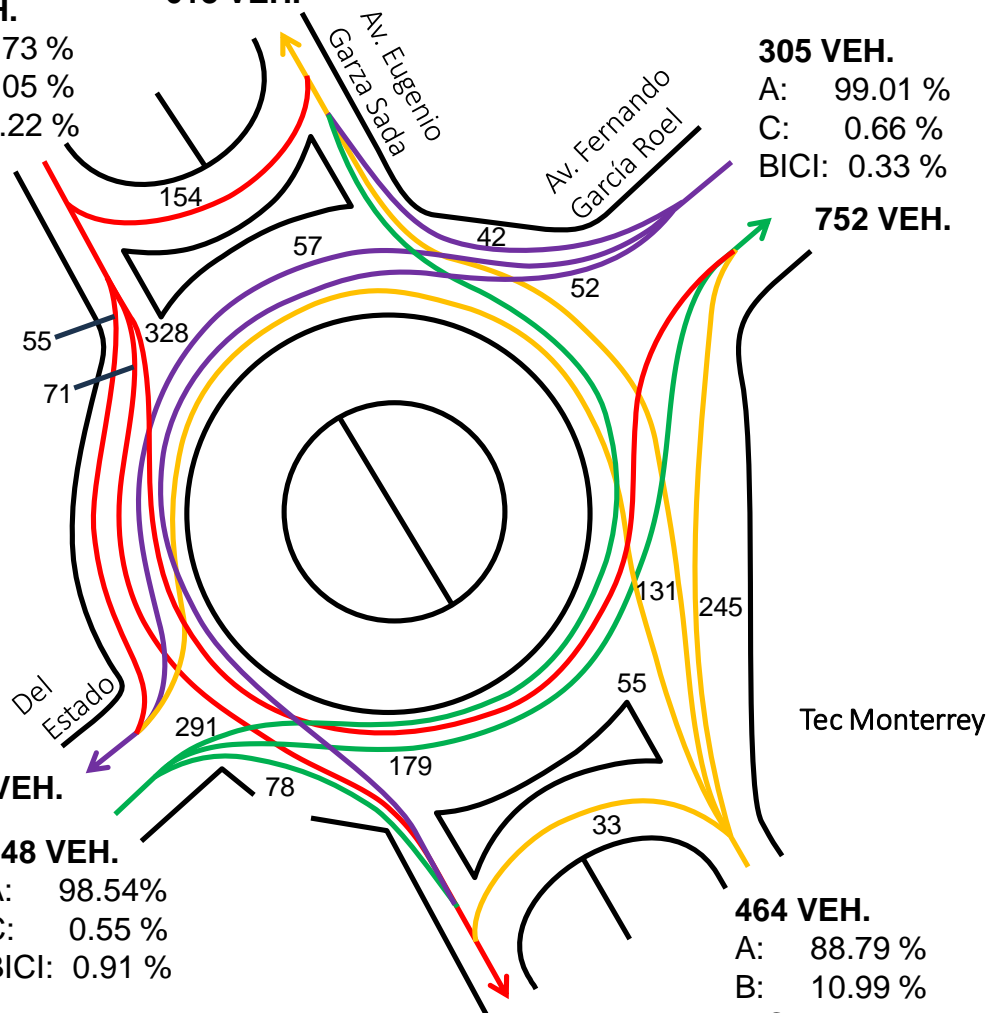 305 VEH.
A: 99.01 %
C: 0.66 %
BICI: 0.33 %
752 VEH.
Av. Eugenio
Garza Sada
Av. Fernando
García Roel
73 %
05 %
.22 %
154
57
42
52
328
55
71
131
245
55
Del
Estado
291
179
78
33
Tec Monterrey
VEH.
48 VEH.
A: 98.54%
C: 0.55 %
BICI: 0.91 %
464 VEH.
A: 88.79 %
B: 10.99 %